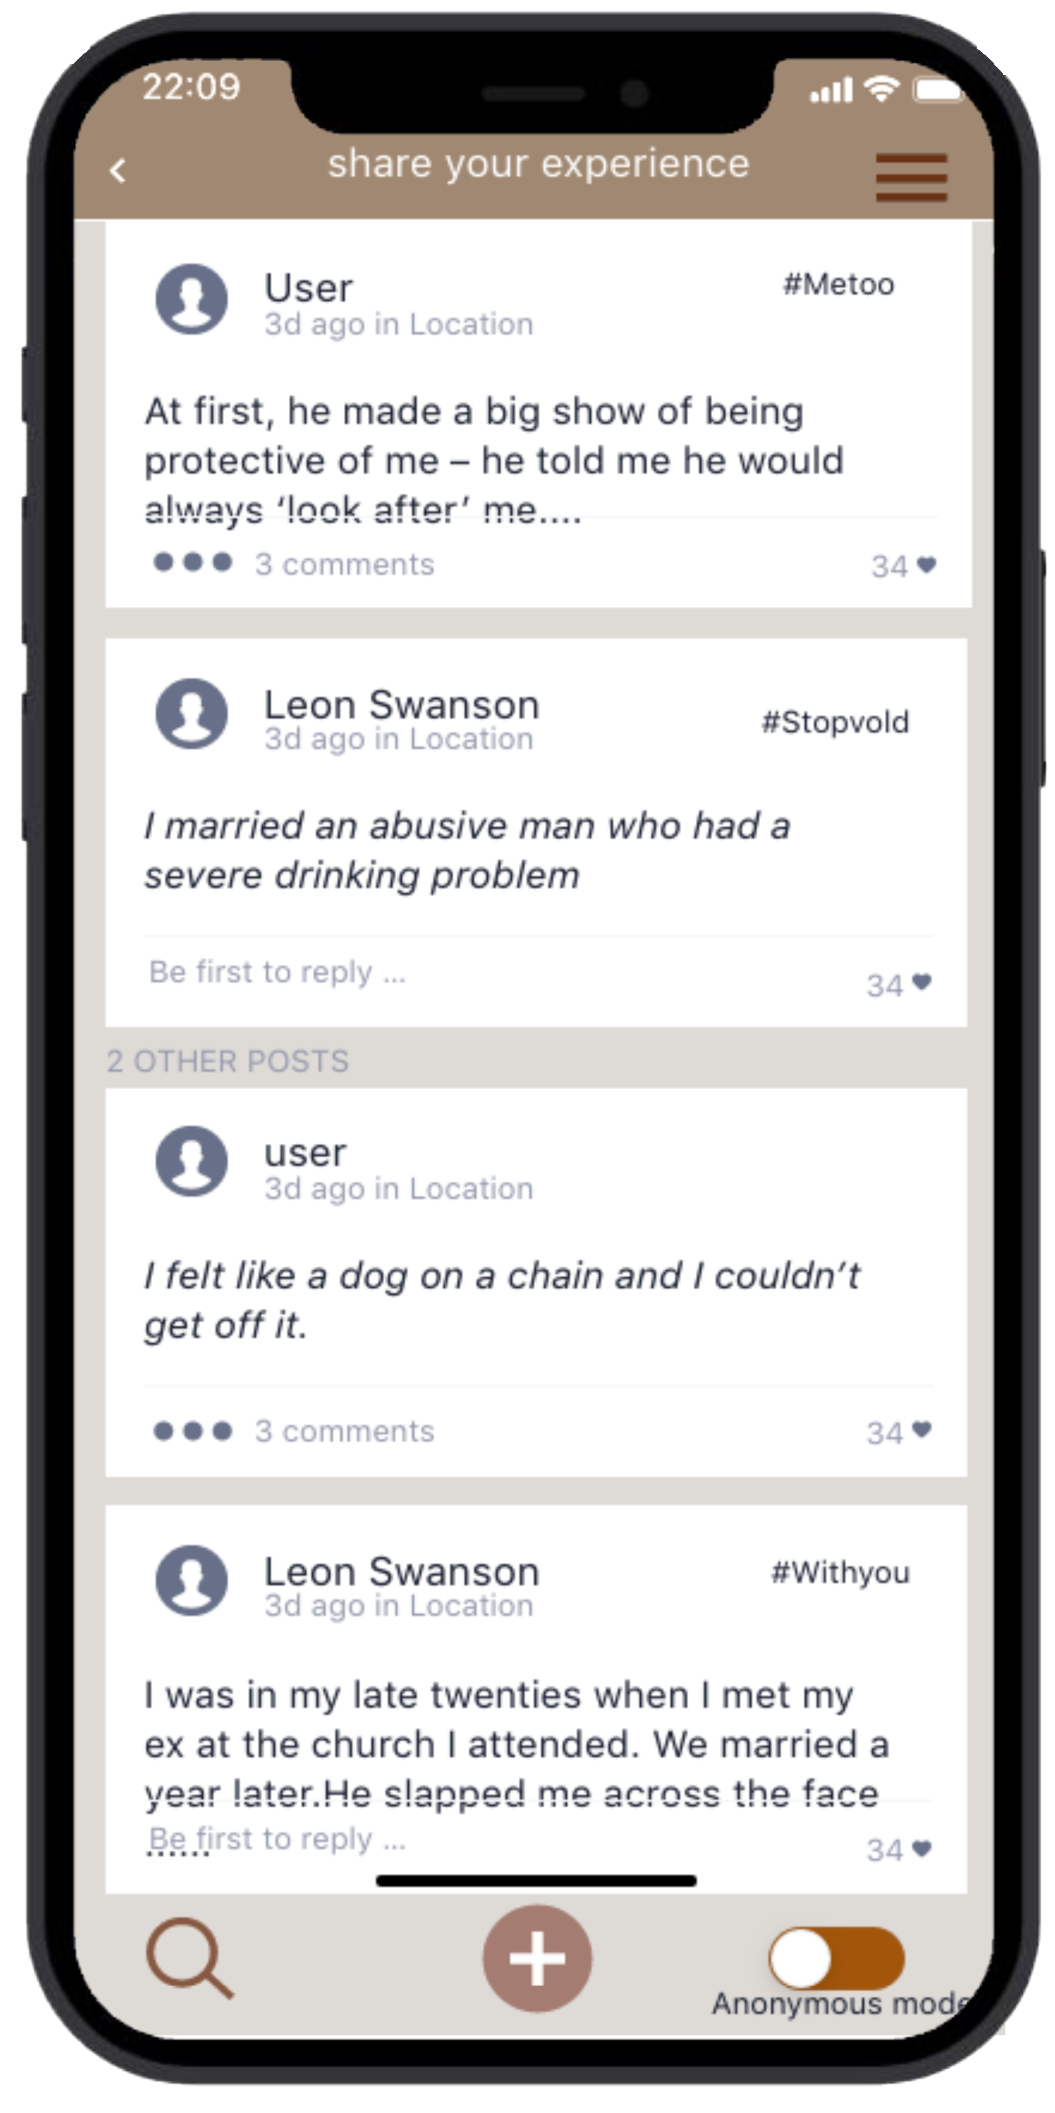 22:09
share your experience
User
#Metoo
3d ago in Location
At first, he made a big show of being
protective of me – he told me he would
always ‘look after’ me....
3 comments
34
Leon Swanson
#Stopvold
3d ago in Location
I married an abusive man who had a
severe drinking problem
Be first to reply ...
34
2 OTHER POSTS
user
3d ago in Location
I felt like a dog on a chain and I couldn’t
get off it.
3 comments
34
Leon Swanson
#Withyou
3d ago in Location
I was in my late twenties when I met my
ex at the church I attended. We married a
year later.He slapped me across the face
......
Be first to reply ...
34
Anonymous mode